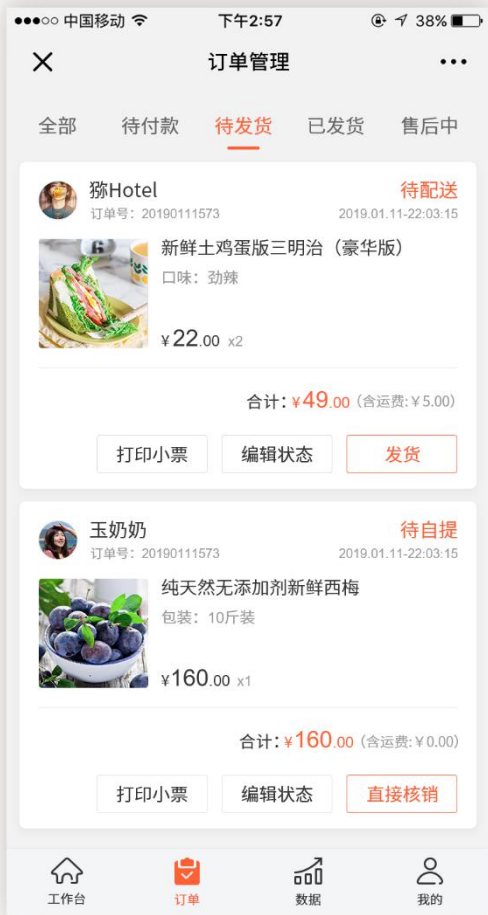 中国移动 下午2:57 38%
订单管理
全部 待付款 待发货 已发货 售后中
猕Hotel 待配送
订单号：20190111573 2019.01.11-22:03:15
新鲜土鸡蛋版三明治（豪华版）
口味：劲辣
¥22.00 x2
合计：¥49.00（含运费:￥5.00）
打印小票 编辑状态 发货
玉奶奶 待自提
订单号：20190111573 2019.01.11-22:03:15
纯天然无添加剂新鲜西梅
包装：10斤装
¥160.00 x1
合计：¥160.00（含运费:￥0.00）
打印小票 编辑状态 直接核销
工作台 订单 数据 我的